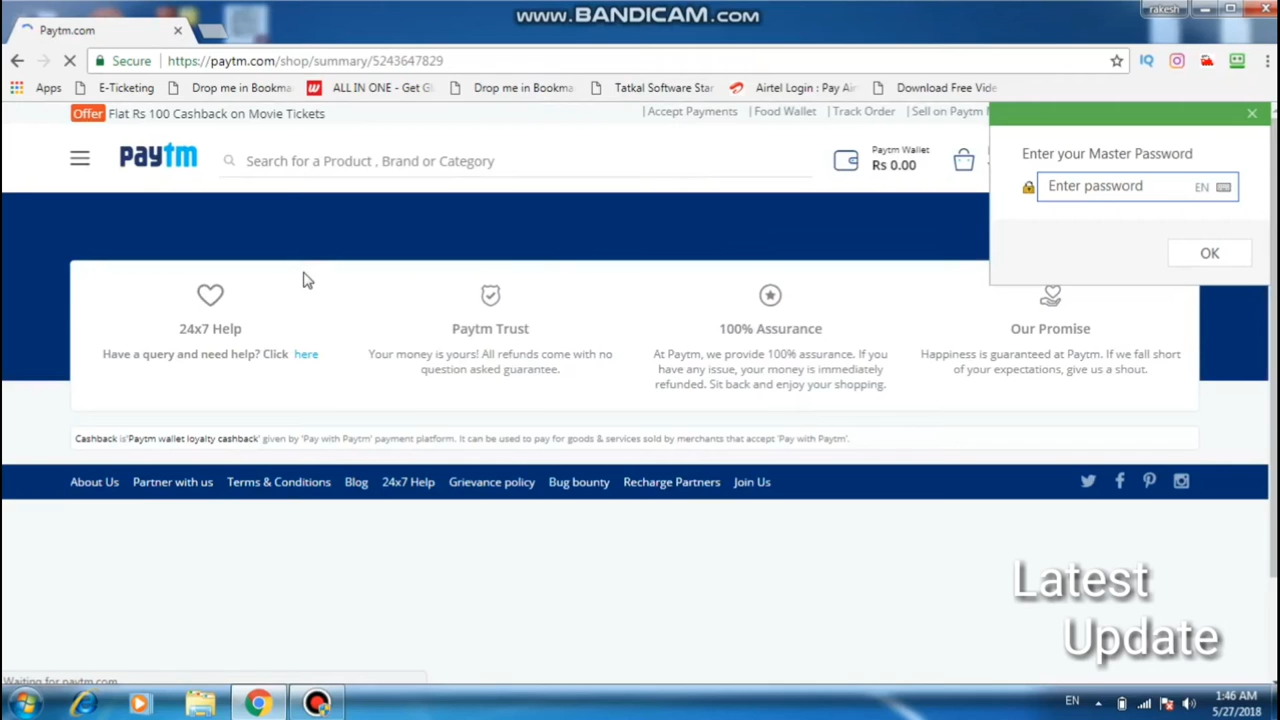 www.BANDICAM.com
rakesh
Paytm.com
Secure https://paytm.com/shop/summary/5243647829
Apps E-Ticketing Drop me in Bookma ALL IN ONE - Get Drop me in Bookma Tatkal Software Star Airtel Login : Pay Ai Download Free Vide
Offer Flat Rs 100 Cashback on Movie Tickets
| Accept Payments | Food Wallet | Track Order | Sell on Paytm
paytm
Search for a Product , Brand or Category
Paytm Wallet
Rs 0.00
Enter your Master Password
Enter password EN
OK
24x7 Help
Have a query and need help? Click here
Paytm Trust
Your money is yours! All refunds come with no
question asked guarantee.
100% Assurance
At Paytm, we provide 100% assurance. If you
have any issue, your money is immediately
refunded. Sit back and enjoy your shopping.
Our Promise
Happiness is guaranteed at Paytm. If we fall short
of your expectations, give us a shout.
Cashback is'Paytm wallet loyalty cashback' given by 'Pay with Paytm' payment platform. It can be used to pay for goods & services sold by merchants that accept 'Pay with Paytm'.
About Us Partner with us Terms & Conditions Blog 24x7 Help Grievance policy Bug bounty Recharge Partners Join Us
Latest
Update
Waiting for paytm.com
EN
1:46 AM
5/27/2018